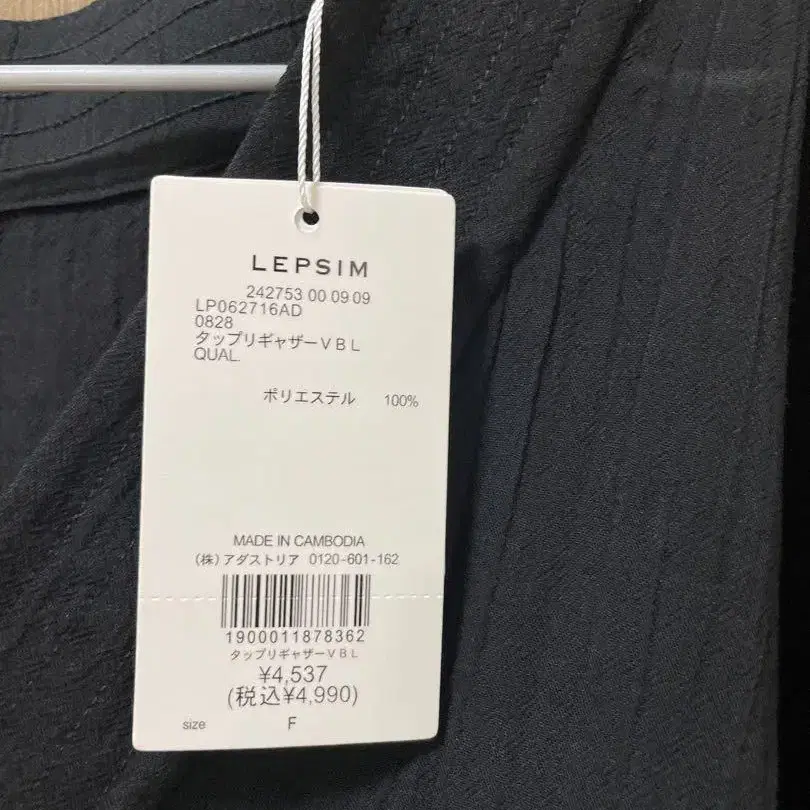 LEPSIM
242753 00 09 09
LP062716AD
0828
タップリギャザーＶＢＬ
QUAL.
ポリエステル 100%
MADE IN CAMBODIA
（株）アダストリア 0120-601-162
1900011878362
タップリギャザーＶＢＬ
¥4,537
(税込¥4,990)
size F